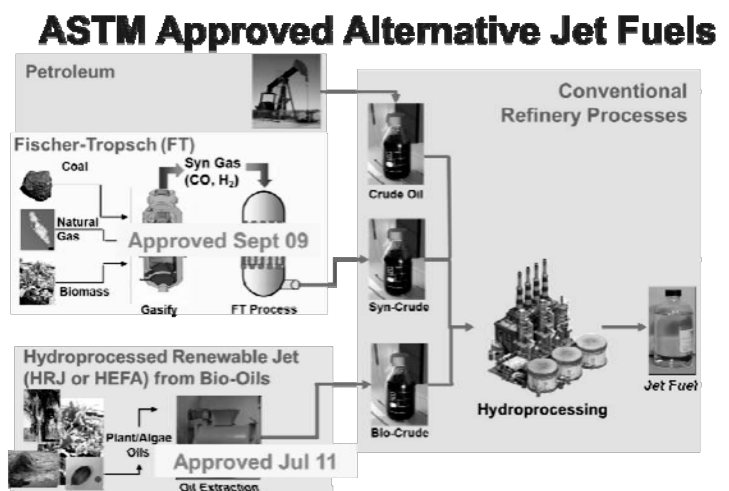 ASTM Approved Alternative Jet Fuels
Petroleum
Conventional
Refinery Processes
Fischer-Tropsch (FT)
Coal
Syn Gas
(CO, H₂)
Natural
Gas
Approved Sept 09
Biomass
Gasify
FT Process
Crude Oil
Syn-Crude
Hydroprocessed Renewable Jet
(HRJ or HEFA) from Bio-Oils
Plant/Algae
Oils
Approved Jul 11
Oil Extraction
Bio-Crude
Hydroprocessing
Jet Fuel